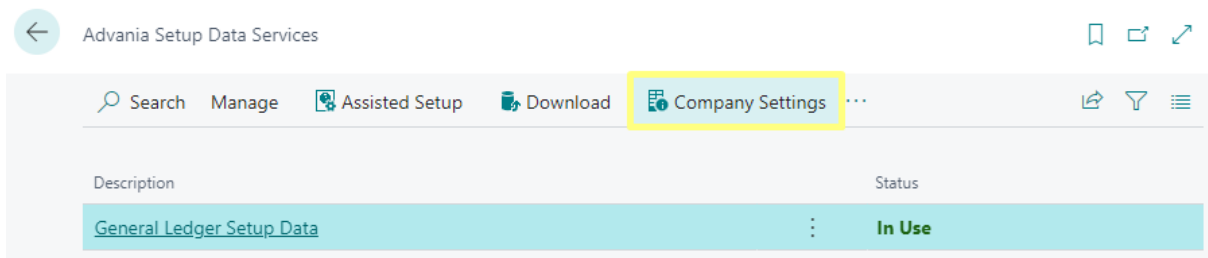 Advania Setup Data Services
Search Manage Assisted Setup Download Company Settings ...
Description Status
General Ledger Setup Data In Use